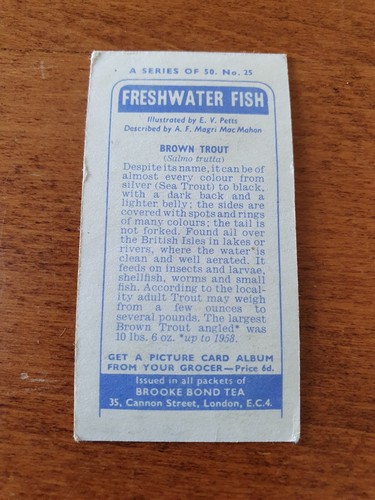 A SERIES OF 50. No. 25
FRESHWATER FISH
Illustrated by E. V. Petts
Described by A. F. Magri MacMahon
BROWN TROUT
(Salmo trutta)
Despite its name, it can be of
almost every colour from
silver (Sea Trout) to black,
with a dark back and a
lighter belly; the sides are
covered with spots and rings
of many colours; the tail is
not forked. Found all over
the British Isles in lakes or
rivers, where the water is
clean and well aerated. It
feeds on insects and larvae,
shellfish, worms and small
fish. According to the local-
ity adult Trout may weigh
from a few ounces to
several pounds. The largest
Brown Trout angled* was
10 lbs. 6 oz. *up to 1958.
GET A PICTURE CARD ALBUM
FROM YOUR GROCER—Price 6d.
Issued in all packets of
BROOKE BOND TEA
35, Cannon Street, London, E.C.4.